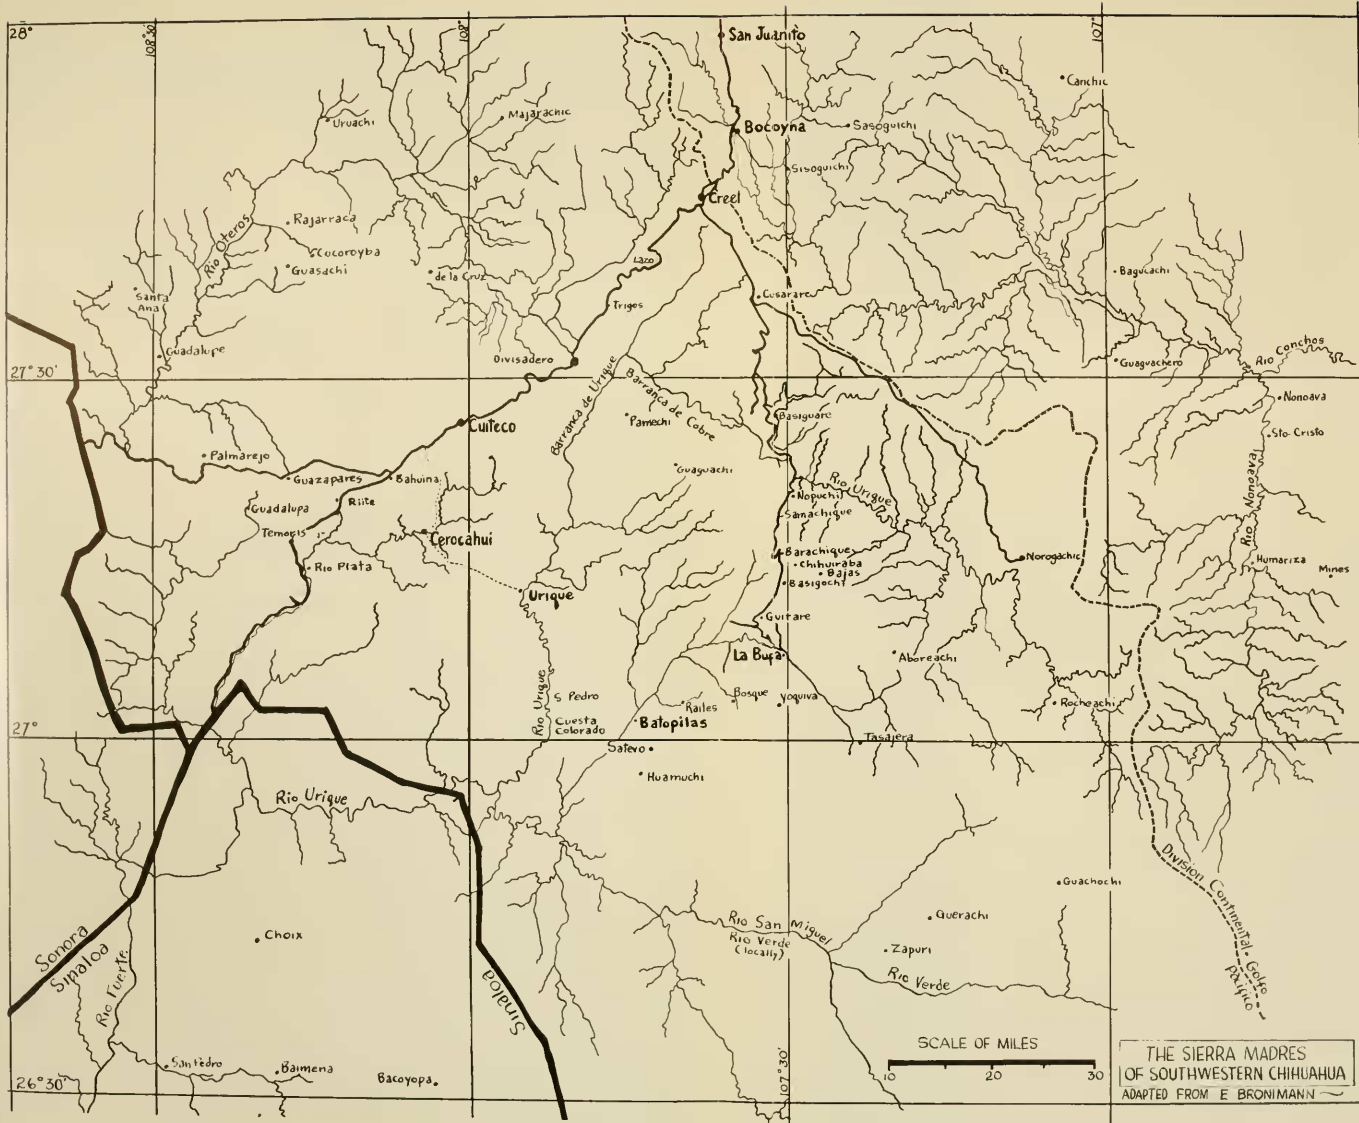 28°
108°30'
108°
107°
San Juanito
Canchic
Uruachi
Majarachic
Bocoyna
Sasoguichi
Sisoguichi
Creel
Rajarraca
Rio Oteros
Cucoroyba
Guasachi
de la Cruz
Lazo
Bagucachi
Santa
Ana
Trigos
Cusarare
Guadalupe
Divisadero
Guaguachero
Rio Conchos
27°30'
Barranca de Urique
Barranca de Cobre
Nonoava
Pamechi
Basiguare
Cuiteco
Sto-Cristo
Palmarejo
Guazapares
Bahuina
Guaguachi
Rio Urique
Rio Nonoava
Nopuchi
Riite
Guadalupa
Samachique
Temoris
Cerocahui
Barachique
Norogachic
Chihuiraba
Bajas
Rio Plata
Humariza
Mines
Basigochi
Urique
Guitare
La Bufa
Aboreachi
Rio Urique
S Pedro
Bosque
Yoquiva
Railes
Rocheachi
Cuesta
Colorado
Batopilas
27°
Satevo
Tasajera
Huamuchi
Rio Urique
Division Continental
Golfo
Pacifico
Guachochi
Rio San Miguel
Rio Verde
(locally)
Querachi
Choix
Zapuri
Sonora
Sinaloa
Rio Verde
Rio Fuerte
Sinaloa
SCALE OF MILES
10 20 30
107°30'
THE SIERRA MADRES
OF SOUTHWESTERN CHIHUAHUA
ADAPTED FROM E BRONIMANN
San Pedro
Baimena
Bacoyopa
26°30'